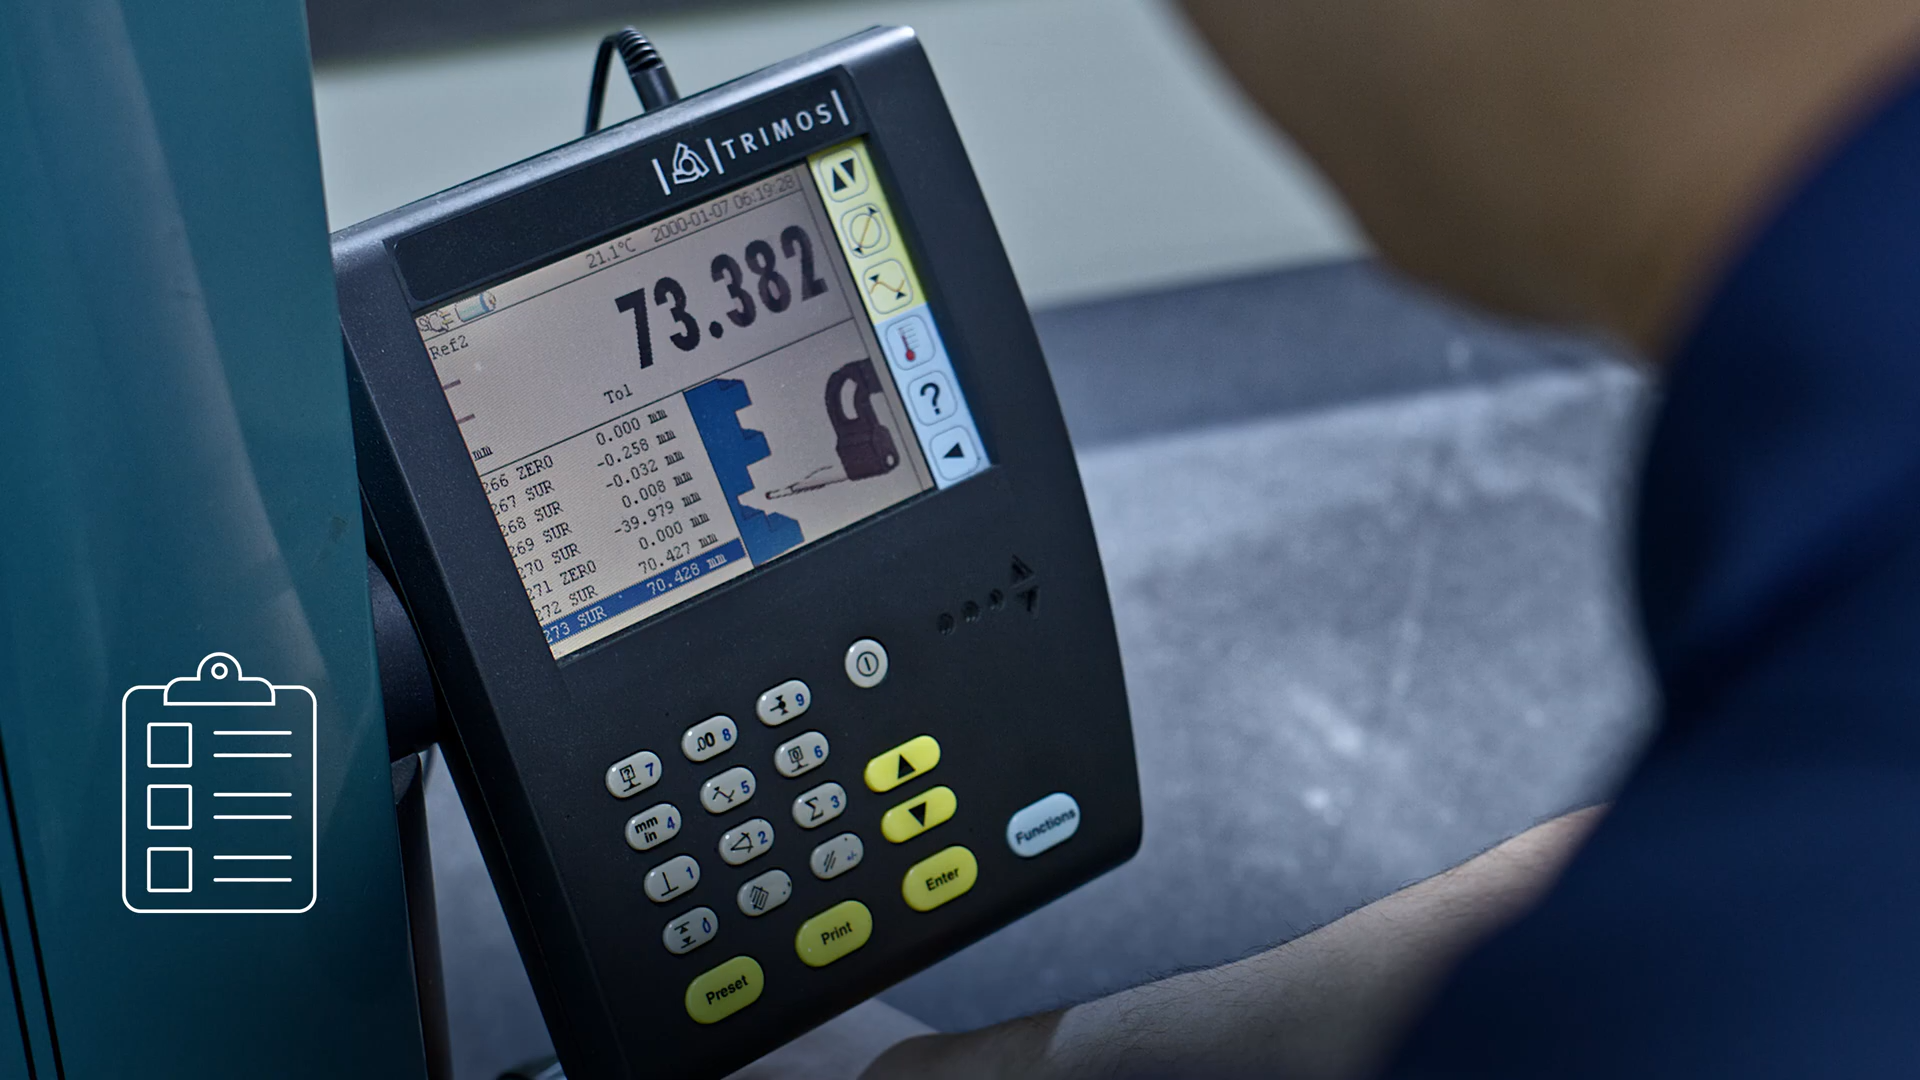 TRIMOS
21.1°C 2000-01-07 06:19:28
73.382
Ref2
Tol
mm
266 ZERO 0.000 mm
267 SUR -0.258 mm
268 SUR -0.032 mm
269 SUR 0.008 mm
270 SUR -39.979 mm
271 ZERO 0.000 mm
272 SUR 70.427 mm
273 SUR 70.428 mm
?
9
.00 8
? 7
6
5
mm in 4
Σ 3
2
1
+/-
.
0
Functions
Enter
Print
Preset